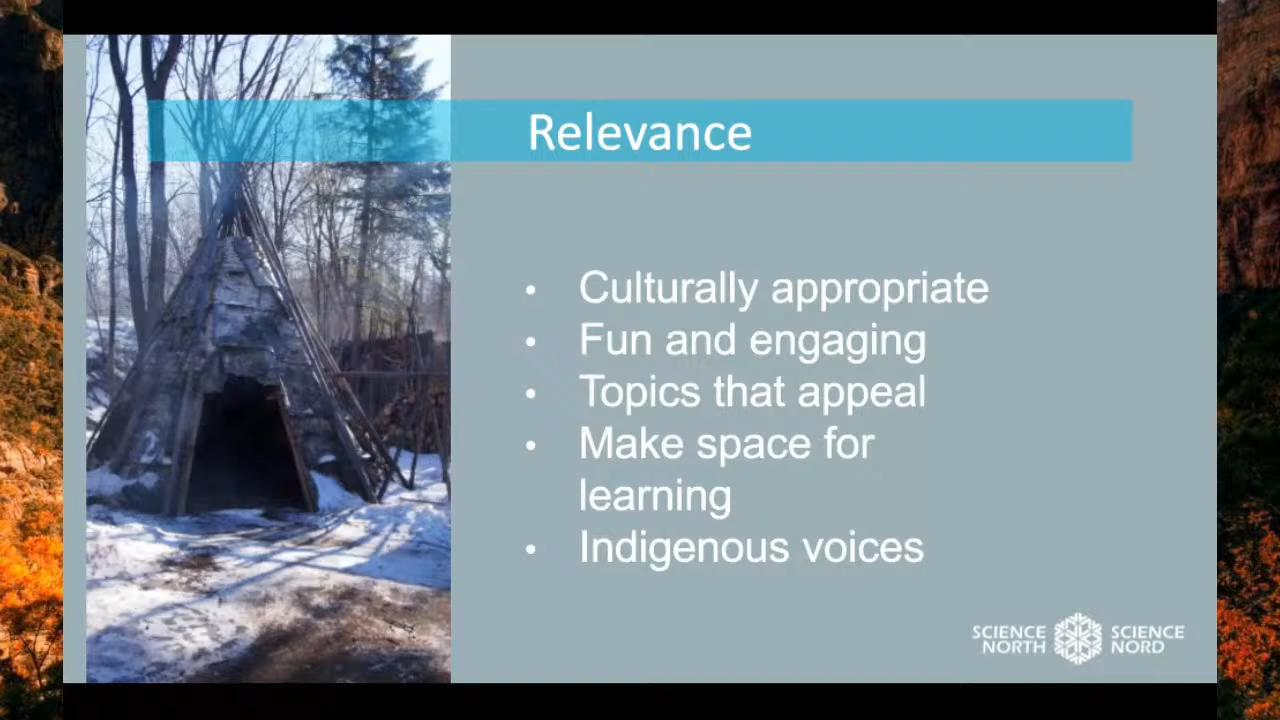 Relevance
• Culturally appropriate
• Fun and engaging
• Topics that appeal
• Make space for
learning
• Indigenous voices
SCIENCE NORTH SCIENCE NORD